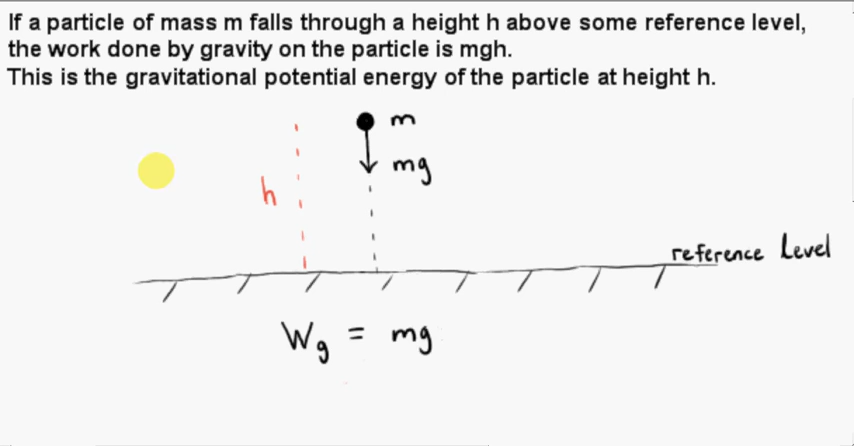 If a particle of mass m falls through a height h above some reference level,
the work done by gravity on the particle is mgh.
This is the gravitational potential energy of the particle at height h.
m
mg
h
reference level
Wg = mg